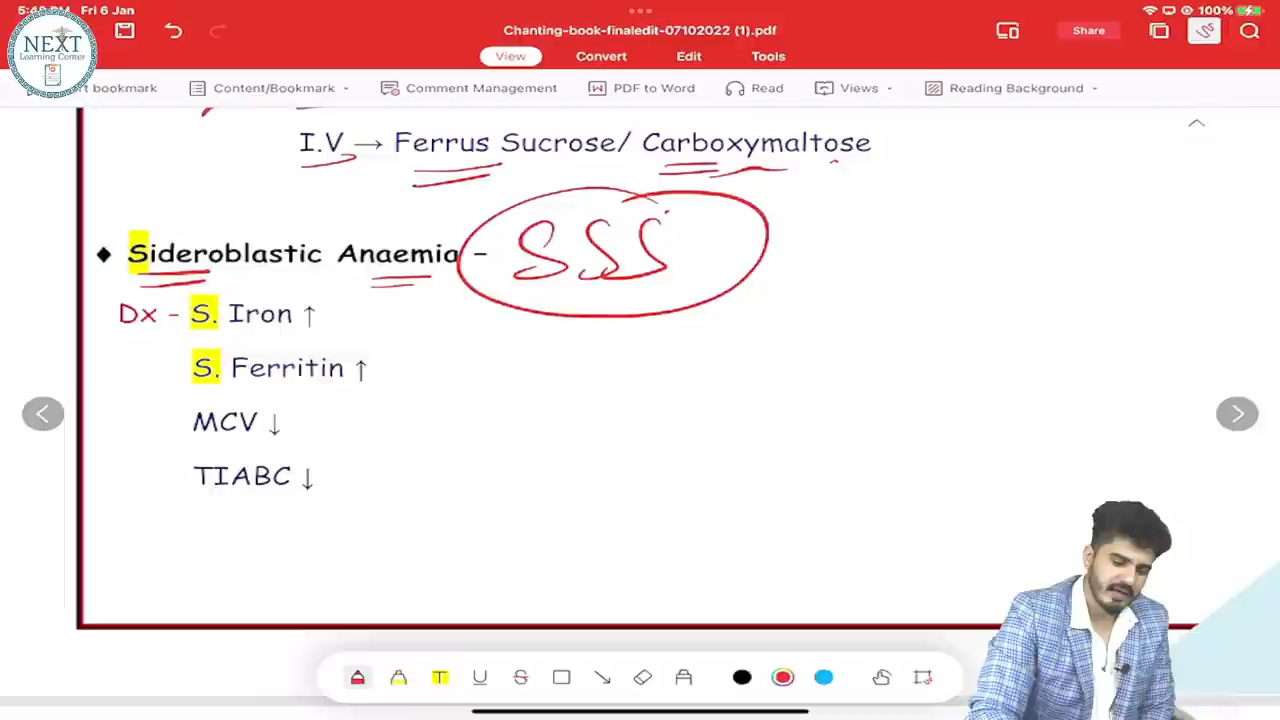 5:48 PM Fri 6 Jan
100%
NEXT
Learning Center
Chanting-book-finaledit-07102022 (1).pdf
Share
View Convert Edit Tools
bookmark Content/Bookmark Comment Management PDF to Word Read Views Reading Background
I.V → Ferrus Sucrose/ Carboxymaltose
◆ Sideroblastic Anaemia - SSS
Dx - S. Iron ↑
S. Ferritin ↑
MCV ↓
TIABC ↓
T
U
S